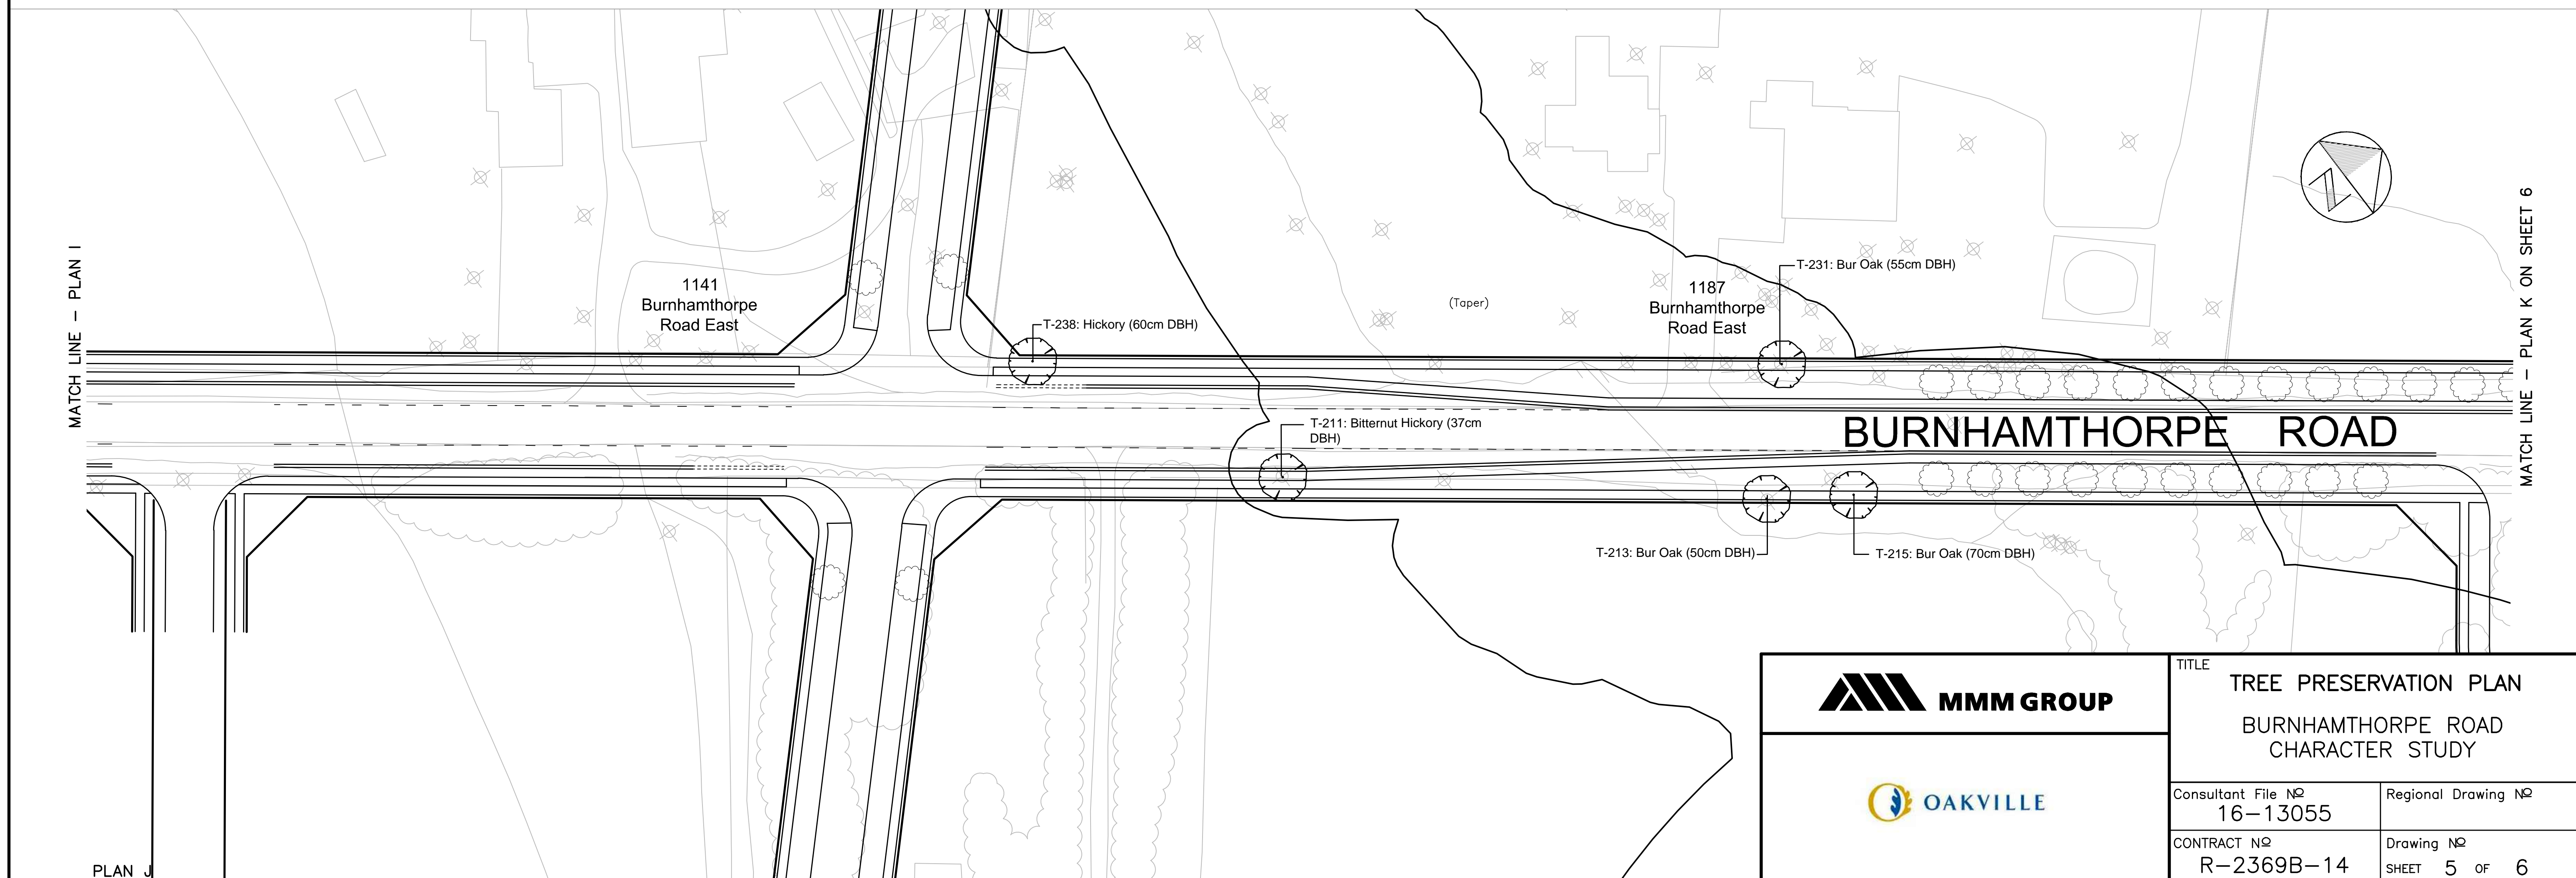 MATCH LINE – PLAN I
1141
Burnhamthorpe
Road East
T-238: Hickory (60cm DBH)
T-211: Bitternut Hickory (37cm
DBH)
(Taper)
1187
Burnhamthorpe
Road East
T-231: Bur Oak (55cm DBH)
BURNHAMTHORPE ROAD
T-213: Bur Oak (50cm DBH)
T-215: Bur Oak (70cm DBH)
N
MATCH LINE – PLAN K ON SHEET 6
PLAN J
MMM GROUP
OAKVILLE
TITLE
TREE PRESERVATION PLAN
BURNHAMTHORPE ROAD
CHARACTER STUDY
Consultant File Nº
16-13055
Regional Drawing Nº
CONTRACT Nº
R-2369B-14
Drawing Nº
SHEET 5 OF 6